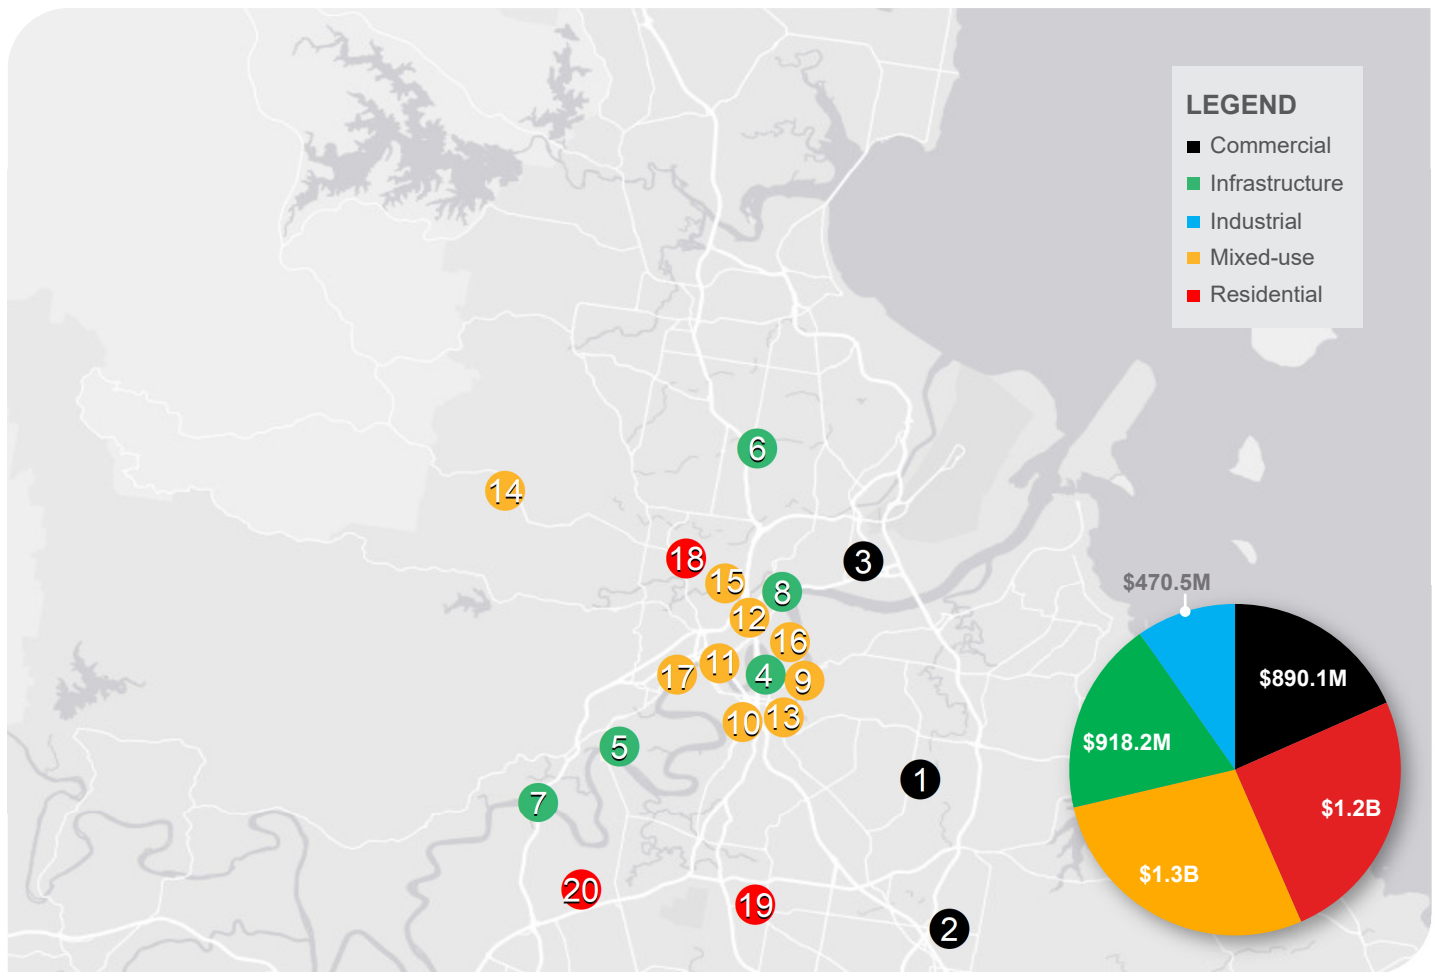 LEGEND
Commercial
Infrastructure
Industrial
Mixed-use
Residential
6
14
18
3
15
8
12
16
11
17
4
9
10
13
5
1
7
20
19
2
$470.5M
$890.1M
$918.2M
$1.2B
$1.3B